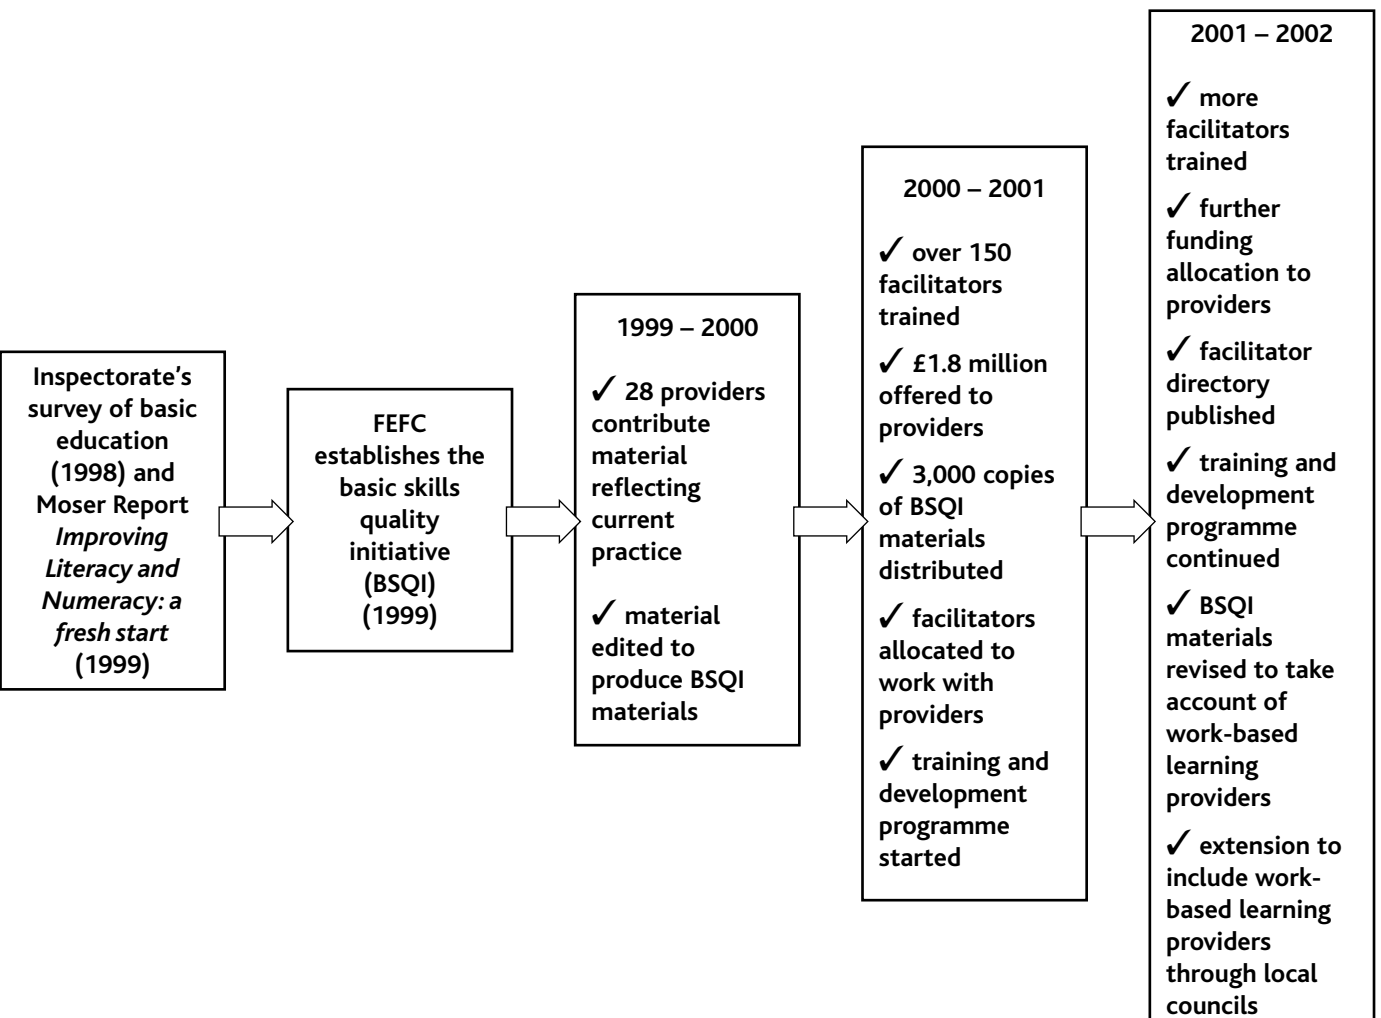 Inspectorate’s
survey of basic
education
(1998) and
Moser Report
Improving
Literacy and
Numeracy: a
fresh start
(1999)
FEFC
establishes the
basic skills
quality
initiative
(BSQI)
(1999)
1999 – 2000
✓ 28 providers
contribute
material
reflecting
current
practice
✓ material
edited to
produce BSQI
materials
2000 – 2001
✓ over 150
facilitators
trained
✓ £1.8 million
offered to
providers
✓ 3,000 copies
of BSQI
materials
distributed
✓ facilitators
allocated to
work with
providers
✓ training and
development
programme
started
2001 – 2002
✓ more
facilitators
trained
✓ further
funding
allocation to
providers
✓ facilitator
directory
published
✓ training and
development
programme
continued
✓ BSQI
materials
revised to take
account of
work-based
learning
providers
✓ extension to
include work-
based learning
providers
through local
councils